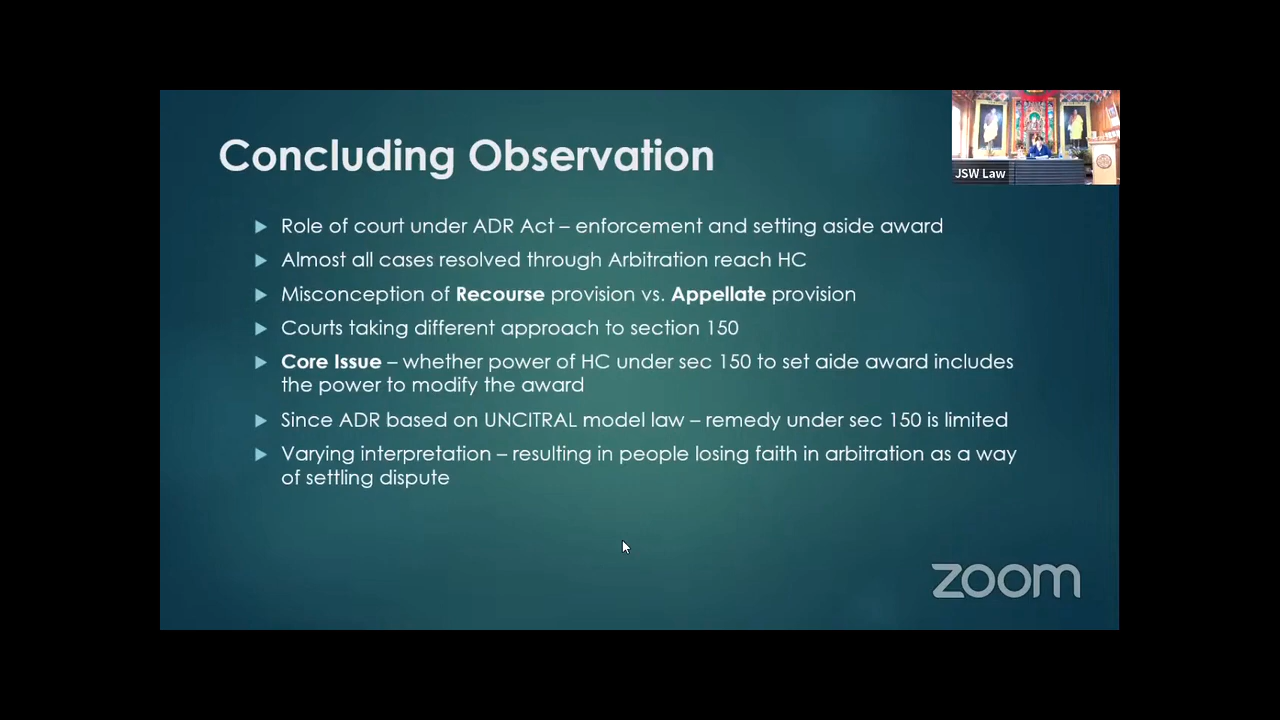 Concluding Observation
JSW Law
Role of court under ADR Act – enforcement and setting aside award
Almost all cases resolved through Arbitration reach HC
Misconception of Recourse provision vs. Appellate provision
Courts taking different approach to section 150
Core Issue – whether power of HC under sec 150 to set aide award includes
the power to modify the award
Since ADR based on UNCITRAL model law – remedy under sec 150 is limited
Varying interpretation – resulting in people losing faith in arbitration as a way
of settling dispute
zoom